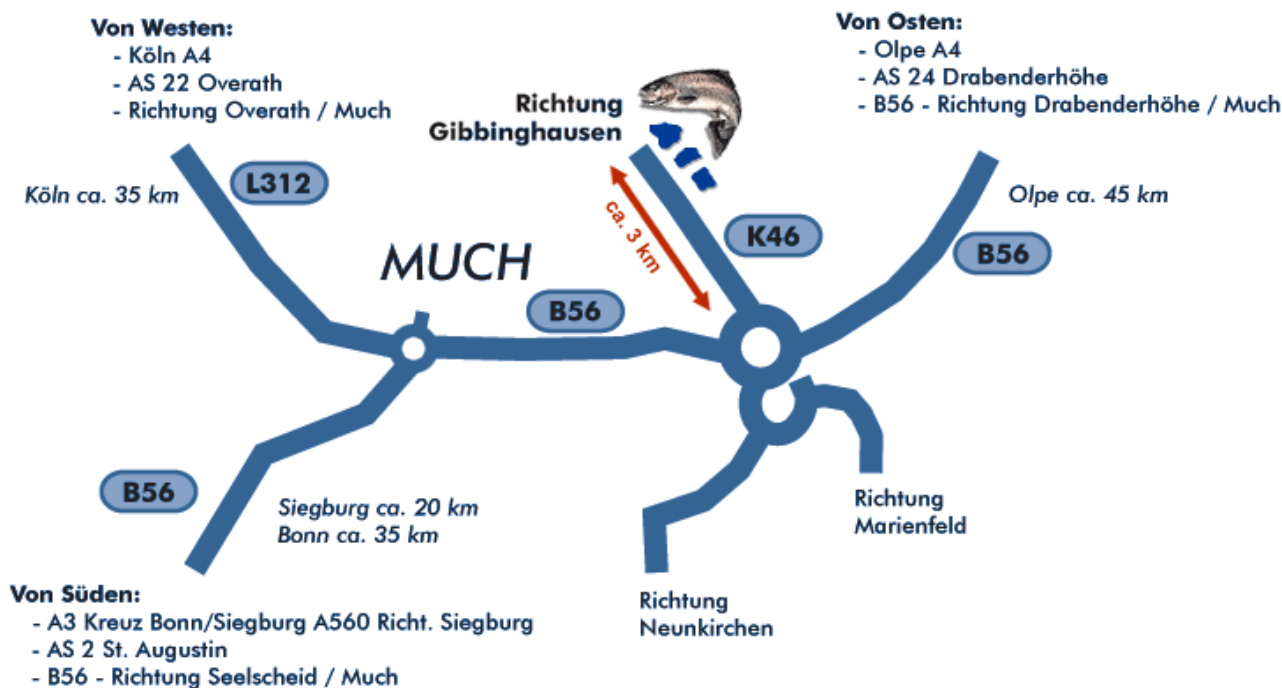 Von Westen:
- Köln A4
- AS 22 Overath
- Richtung Overath / Much
Von Osten:
- Olpe A4
- AS 24 Drabenderhöhe
- B56 - Richtung Drabenderhöhe / Much
Richtung
Gibbinghausen
Köln ca. 35 km
L312
ca. 3 km
K46
Olpe ca. 45 km
B56
MUCH
B56
B56
Siegburg ca. 20 km
Bonn ca. 35 km
Richtung
Marienfeld
Richtung
Neunkirchen
Von Süden:
- A3 Kreuz Bonn/Siegburg A560 Richt. Siegburg
- AS 2 St. Augustin
- B56 - Richtung Seelscheid / Much